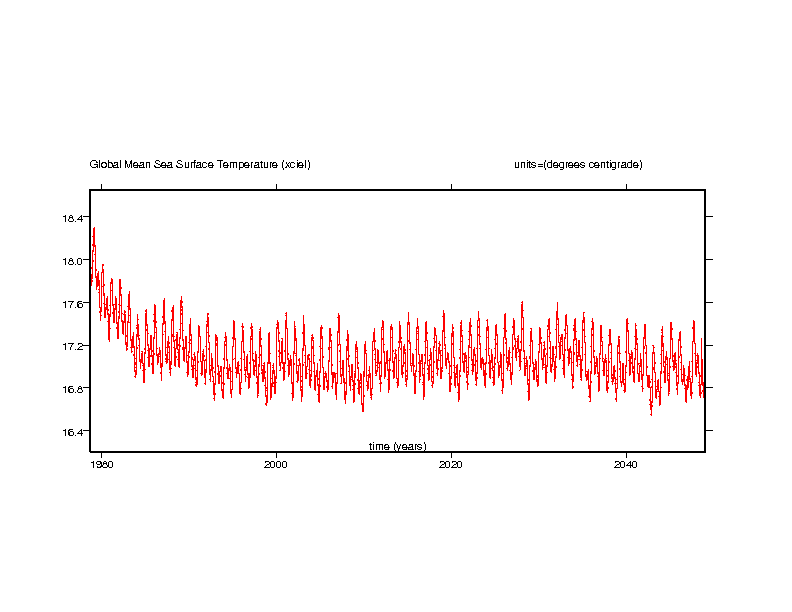 Global Mean Sea Surface Temperature (xciel) units=(degrees centigrade)
18.4
18.0
17.6
17.2
16.8
16.4
time (years)
1980 2000 2020 2040